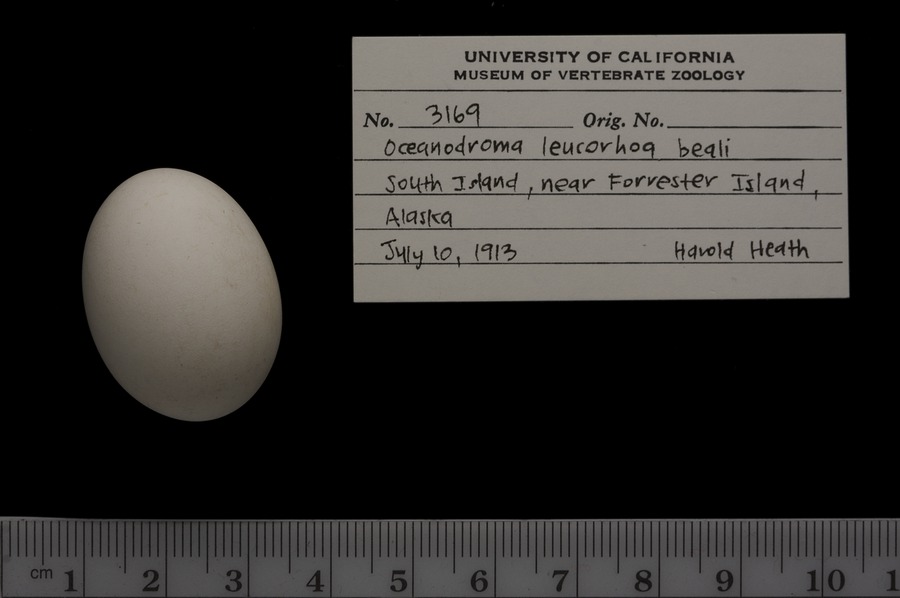 UNIVERSITY OF CALIFORNIA
MUSEUM OF VERTEBRATE ZOOLOGY
No. 3169 Orig. No.
Oceanodroma leucorhoa beali
South Island, near Forrester Island,
Alaska
July 10, 1913 Harold Heath
cm 1 2 3 4 5 6 7 8 9 10 1